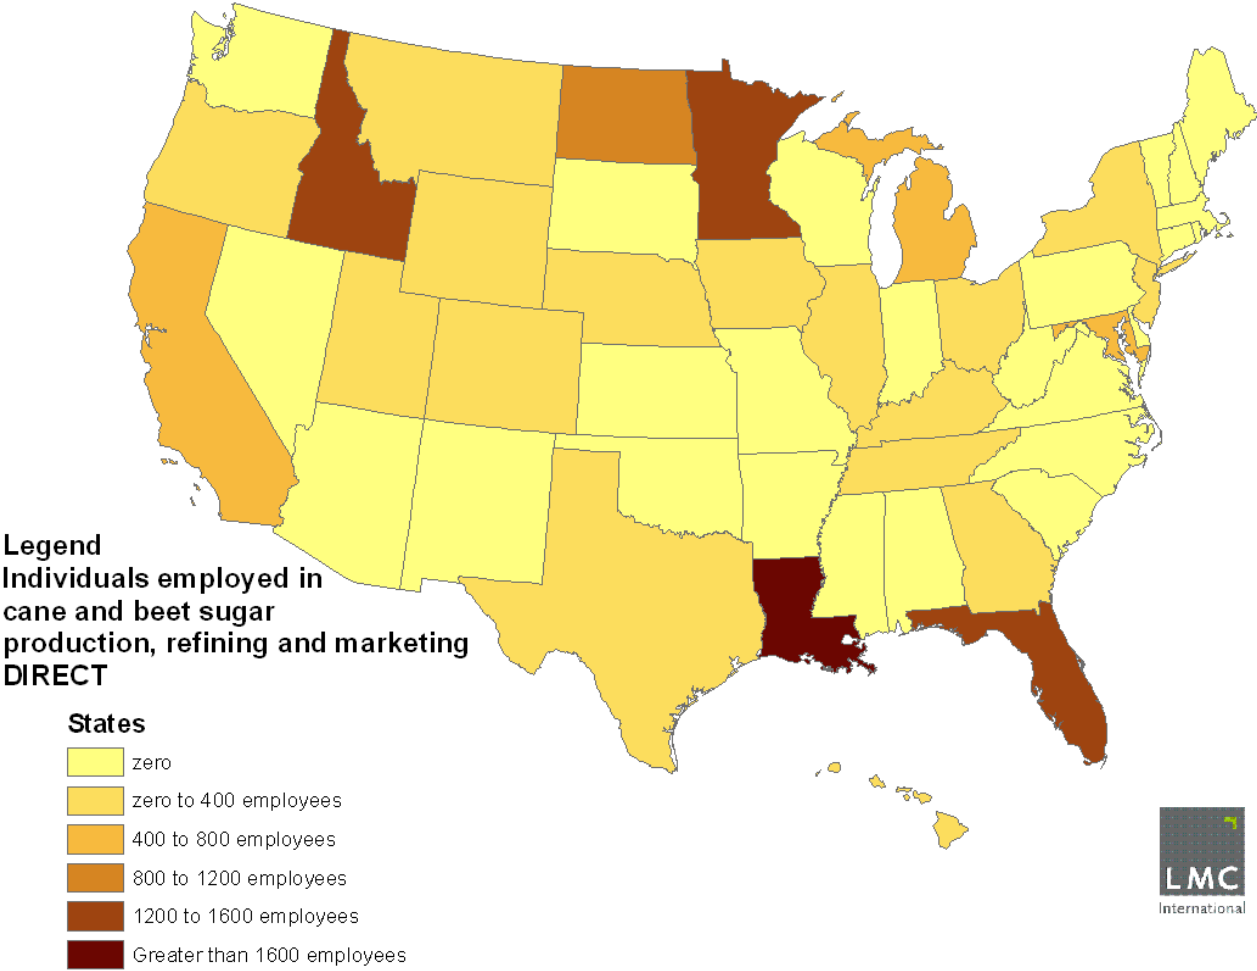 Legend
Individuals employed in
cane and beet sugar
production, refining and marketing
DIRECT
States
zero
zero to 400 employees
400 to 800 employees
800 to 1200 employees
1200 to 1600 employees
Greater than 1600 employees
LMC
International